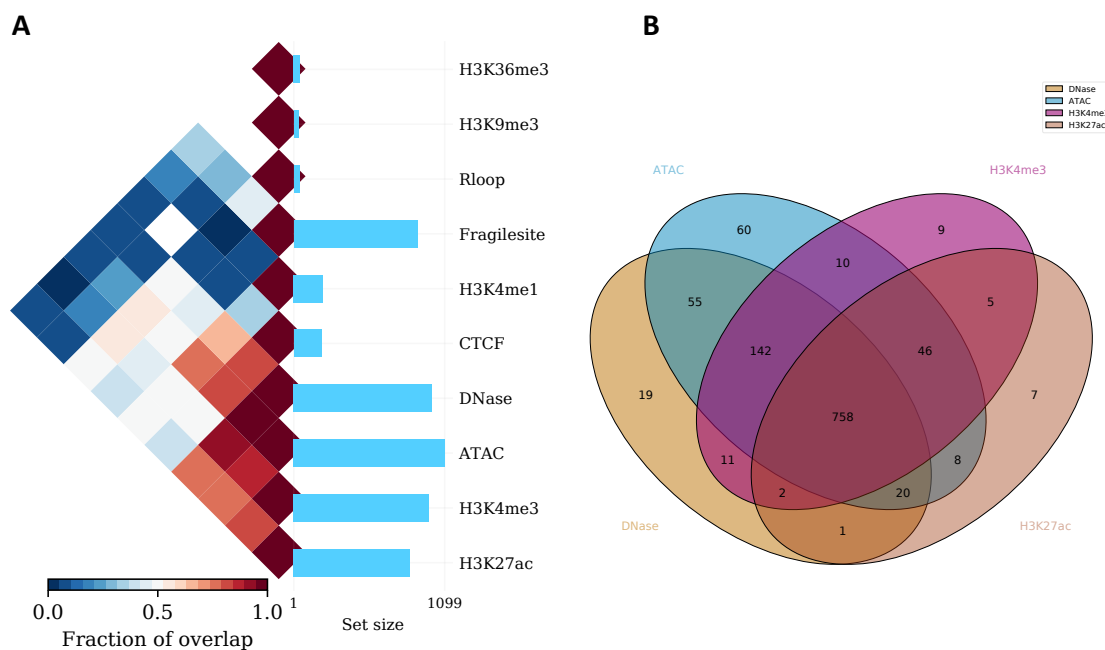 A
H3K36me3
H3K9me3
Rloop
Fragilesite
H3K4me1
CTCF
DNase
ATAC
H3K4me3
H3K27ac
0.0 0.5 1.0
Fraction of overlap
1 1099
Set size
B
DNase
ATAC
H3K4me3
H3K27ac
ATAC H3K4me3
60 9
10
55 5
142 46
19 7
758
11 8
2 20
DNase H3K27ac
1